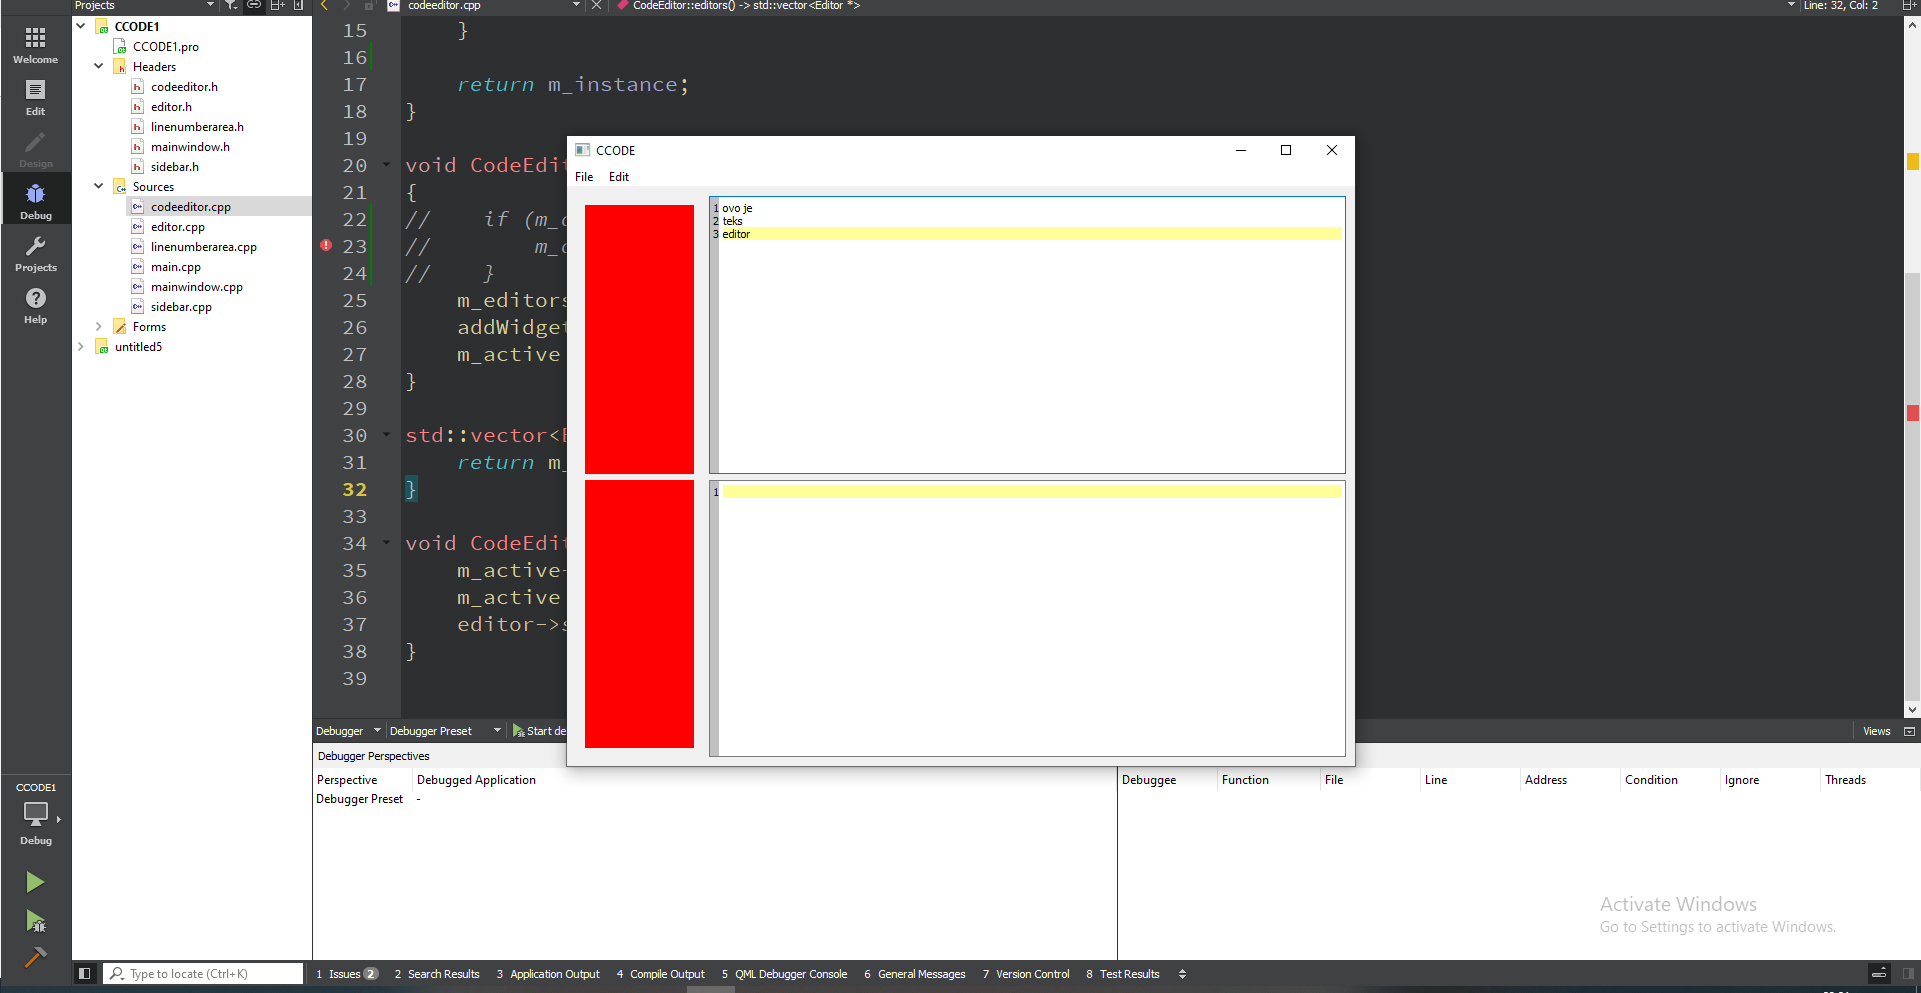 Projects
codeeditor.cpp
CodeEditor::editors() -> std::vector<Editor *>
Line: 32, Col: 2
Welcome
Edit
Design
Debug
Projects
Help
CCODE1
Debug
CCODE1
CCODE1.pro
Headers
codeeditor.h
editor.h
linenumberarea.h
mainwindow.h
sidebar.h
Sources
codeeditor.cpp
editor.cpp
linenumberarea.cpp
main.cpp
mainwindow.cpp
sidebar.cpp
Forms
untitled5
15 }
16
17 return m_instance;
18 }
19
20 void CodeEdit
21 {
22 // if (m_
23 // m_
24 // }
25 m_editors
26 addWidget
27 m_active
28 }
29
30 std::vector<
31 return m_
32 }
33
34 void CodeEdit
35 m_active
36 m_active
37 editor->s
38 }
39
CCODE
File Edit
1 ovo je
2 teks
3 editor
1
Debugger Debugger Preset Start de
Views
Debugger Perspectives
Perspective Debugged Application
Debugger Preset -
Debuggee Function File Line Address Condition Ignore Threads
Activate Windows
Go to Settings to activate Windows.
Type to locate (Ctrl+K)
1 Issues 2 2 Search Results 3 Application Output 4 Compile Output 5 QML Debugger Console 6 General Messages 7 Version Control 8 Test Results